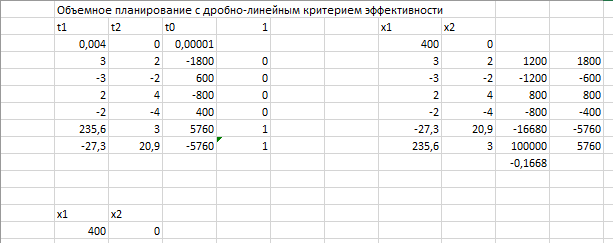 Объемное планирование с дробно-линейным критерием эффективности
t1 t2 t0 1 x1 x2
0,004 0 0,00001 400 0
3 2 -1800 0 3 2 1200 1800
-3 -2 600 0 -3 -2 -1200 -600
2 4 -800 0 2 4 800 800
-2 -4 400 0 -2 -4 -800 -400
235,6 3 5760 1 -27,3 20,9 -16680 -5760
-27,3 20,9 -5760 1 235,6 3 100000 5760
-0,1668
x1 x2
400 0